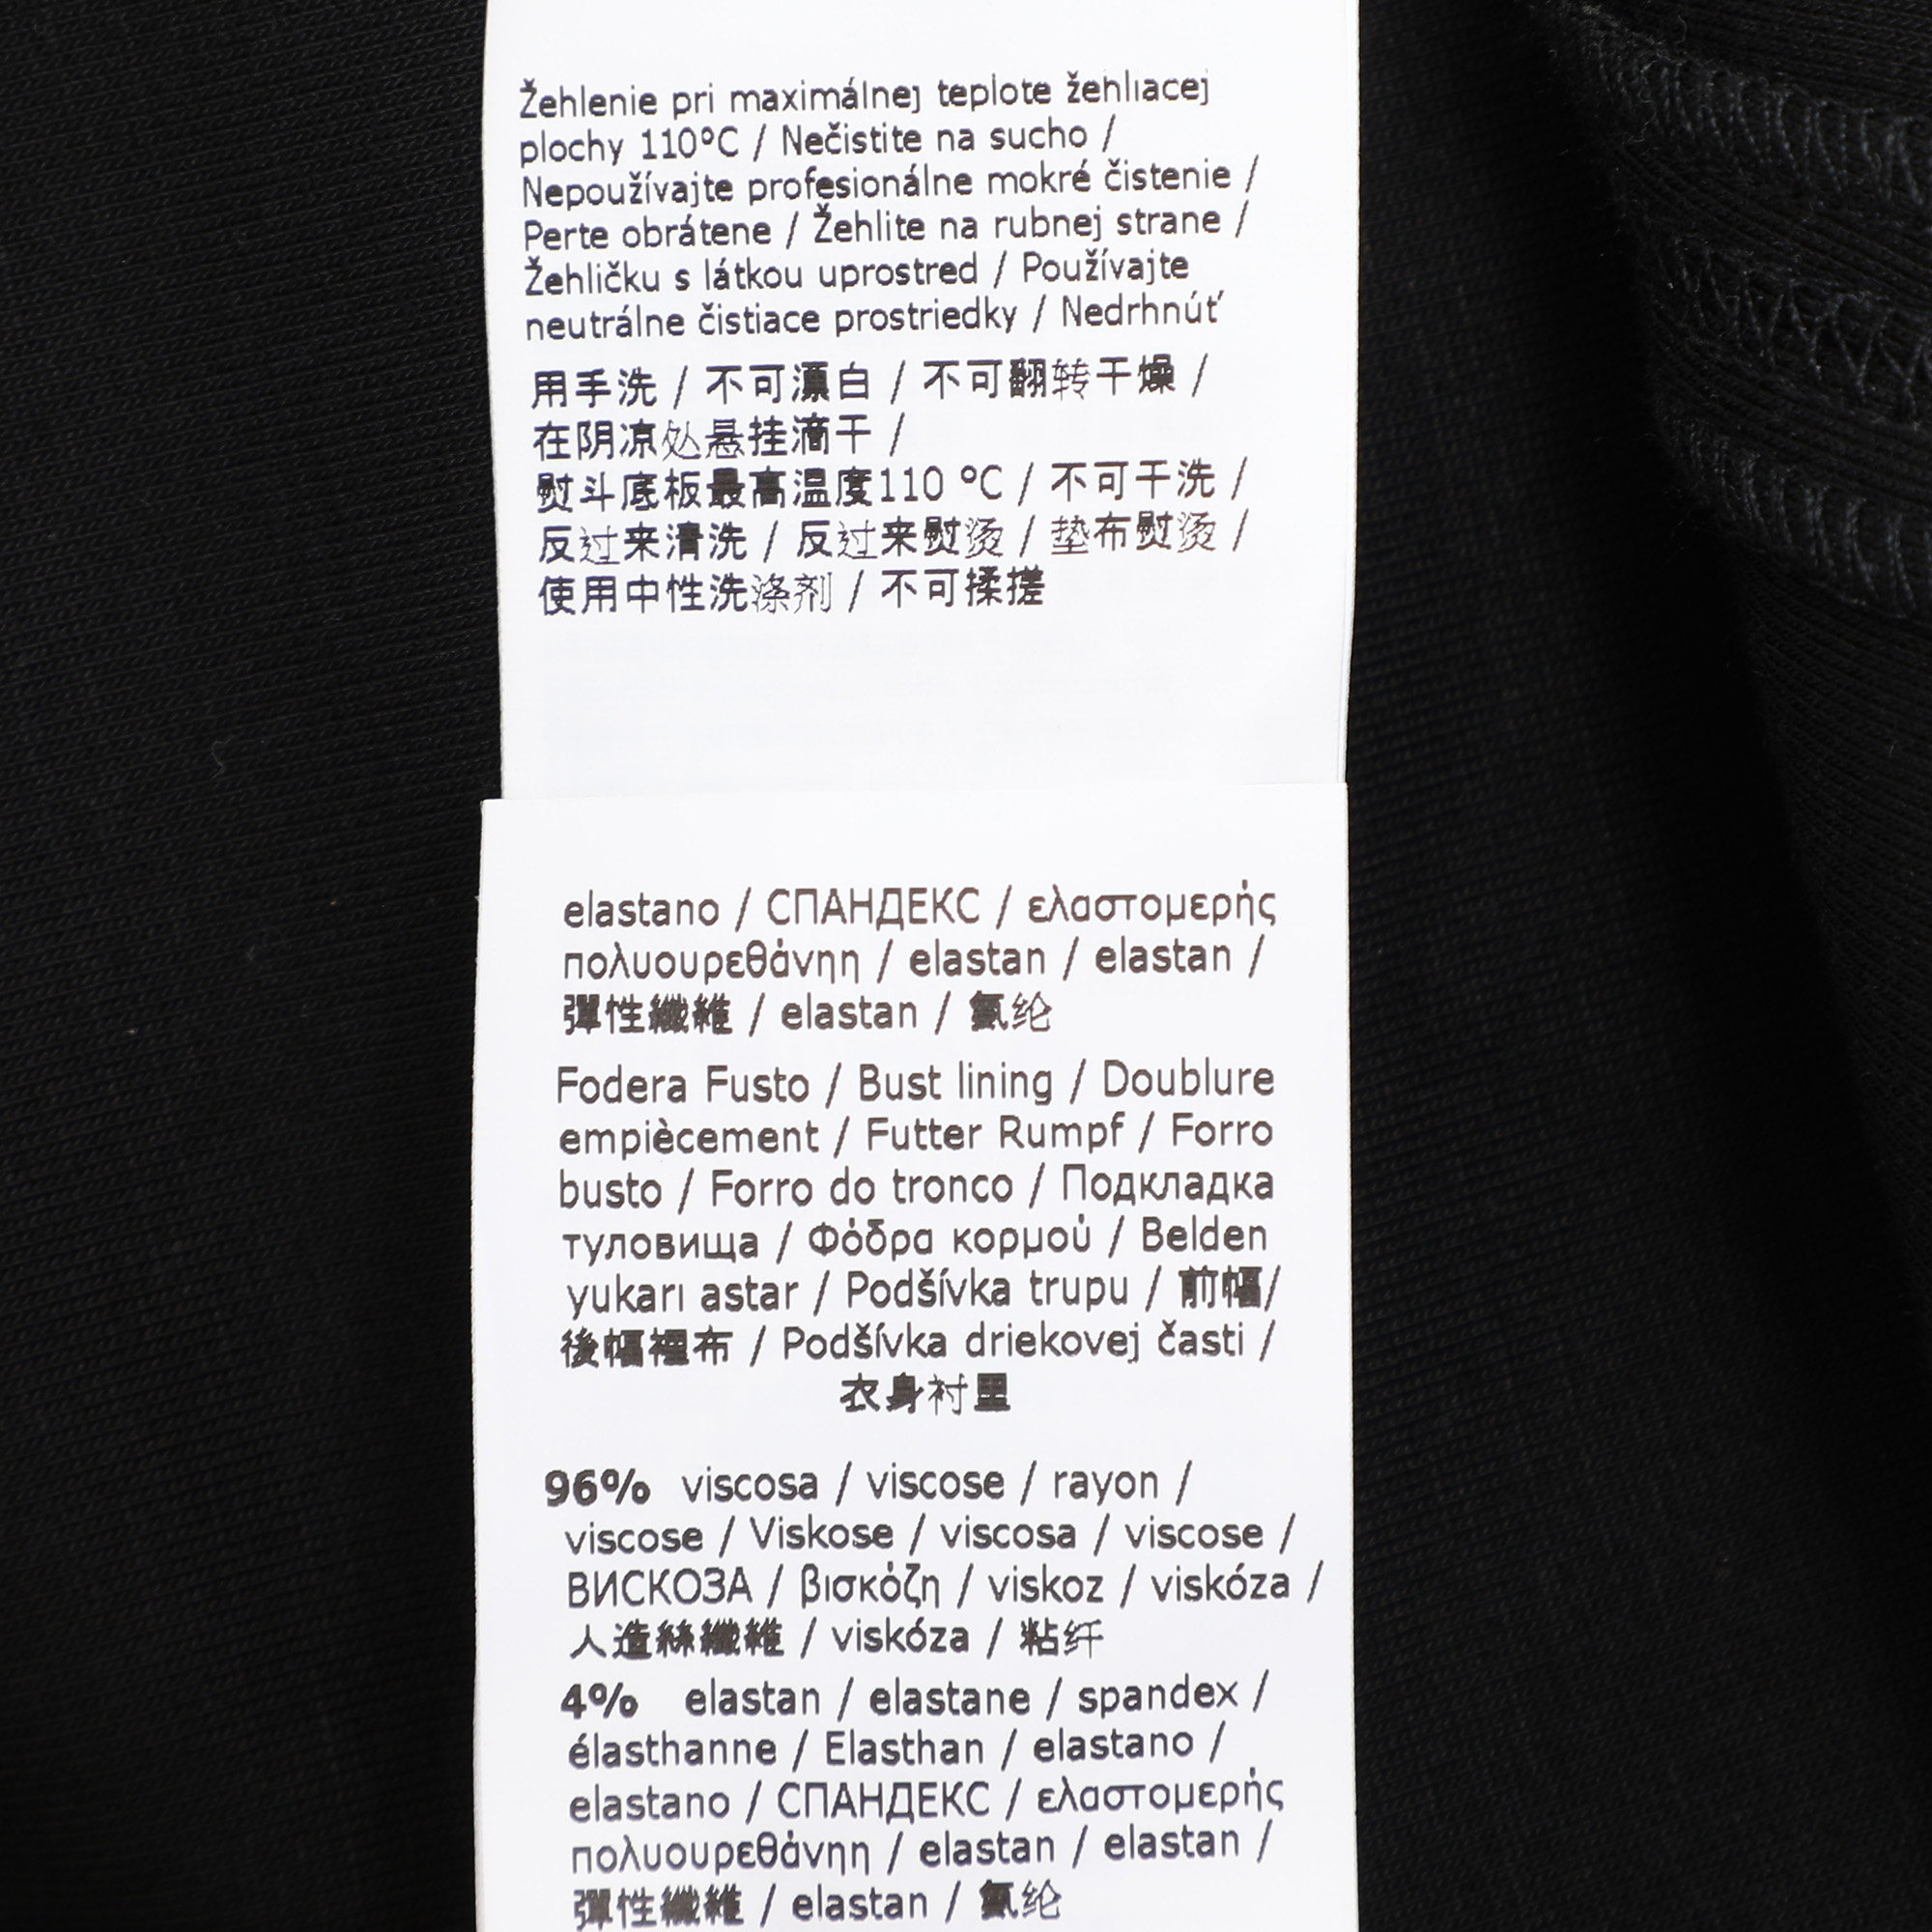 Žehlenie pri maximálnej teplote žehliacej
plochy 110°C / Nečistite na sucho /
Nepoužívajte profesionálne mokré čistenie /
Perte obrátene / Žehlite na rubnej strane /
Žehličku s látkou uprostred / Používajte
neutrálne čistiace prostriedky / Nedrhnúť
用手洗 / 不可漂白 / 不可翻转干燥 /
在阴凉处悬挂滴干 /
熨斗底板最高温度110 °C / 不可干洗 /
反过来清洗 / 反过来熨烫 / 垫布熨烫 /
使用中性洗涤剂 / 不可揉搓
elastano / СПАНДЕКС / ελαστομερής
πολυουρεθάνηη / elastan / elastan /
彈性纖維 / elastan / 氨纶
Fodera Fusto / Bust lining / Doublure
empiècement / Futter Rumpf / Forro
busto / Forro do tronco / Подкладка
туловища / Φόδρα κορμού / Belden
yukarı astar / Podšívka trupu / 前幅/
後幅裡布 / Podšívka driekovej časti /
衣身衬里
96% viscosa / viscose / rayon /
viscose / Viskose / viscosa / viscose /
ВИСКОЗА / βισκόζη / viskoz / viskóza /
人造絲纖維 / viskóza / 粘纤
4% elastan / elastane / spandex /
élasthanne / Elasthan / elastano /
elastano / СПАНДЕКС / ελαστομερής
πολυουρεθάνηη / elastan / elastan /
彈性纖維 / elastan / 氨纶